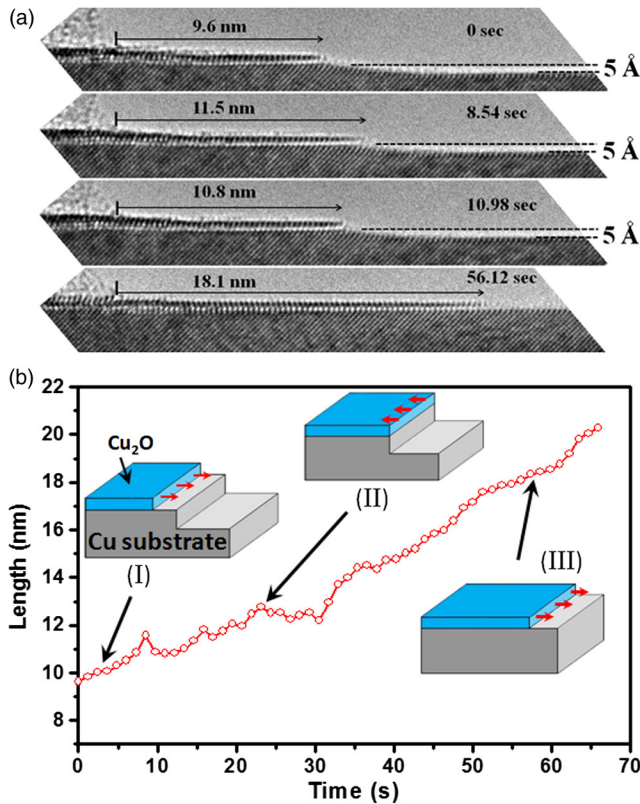 (a)
9.6 nm
0 sec
5 Å
11.5 nm
8.54 sec
5 Å
10.8 nm
10.98 sec
5 Å
18.1 nm
56.12 sec
(b)
22
20
18
16
14
12
10
8
Length (nm)
Cu₂O
Cu substrate
(I)
(II)
(III)
0 10 20 30 40 50 60 70
Time (s)